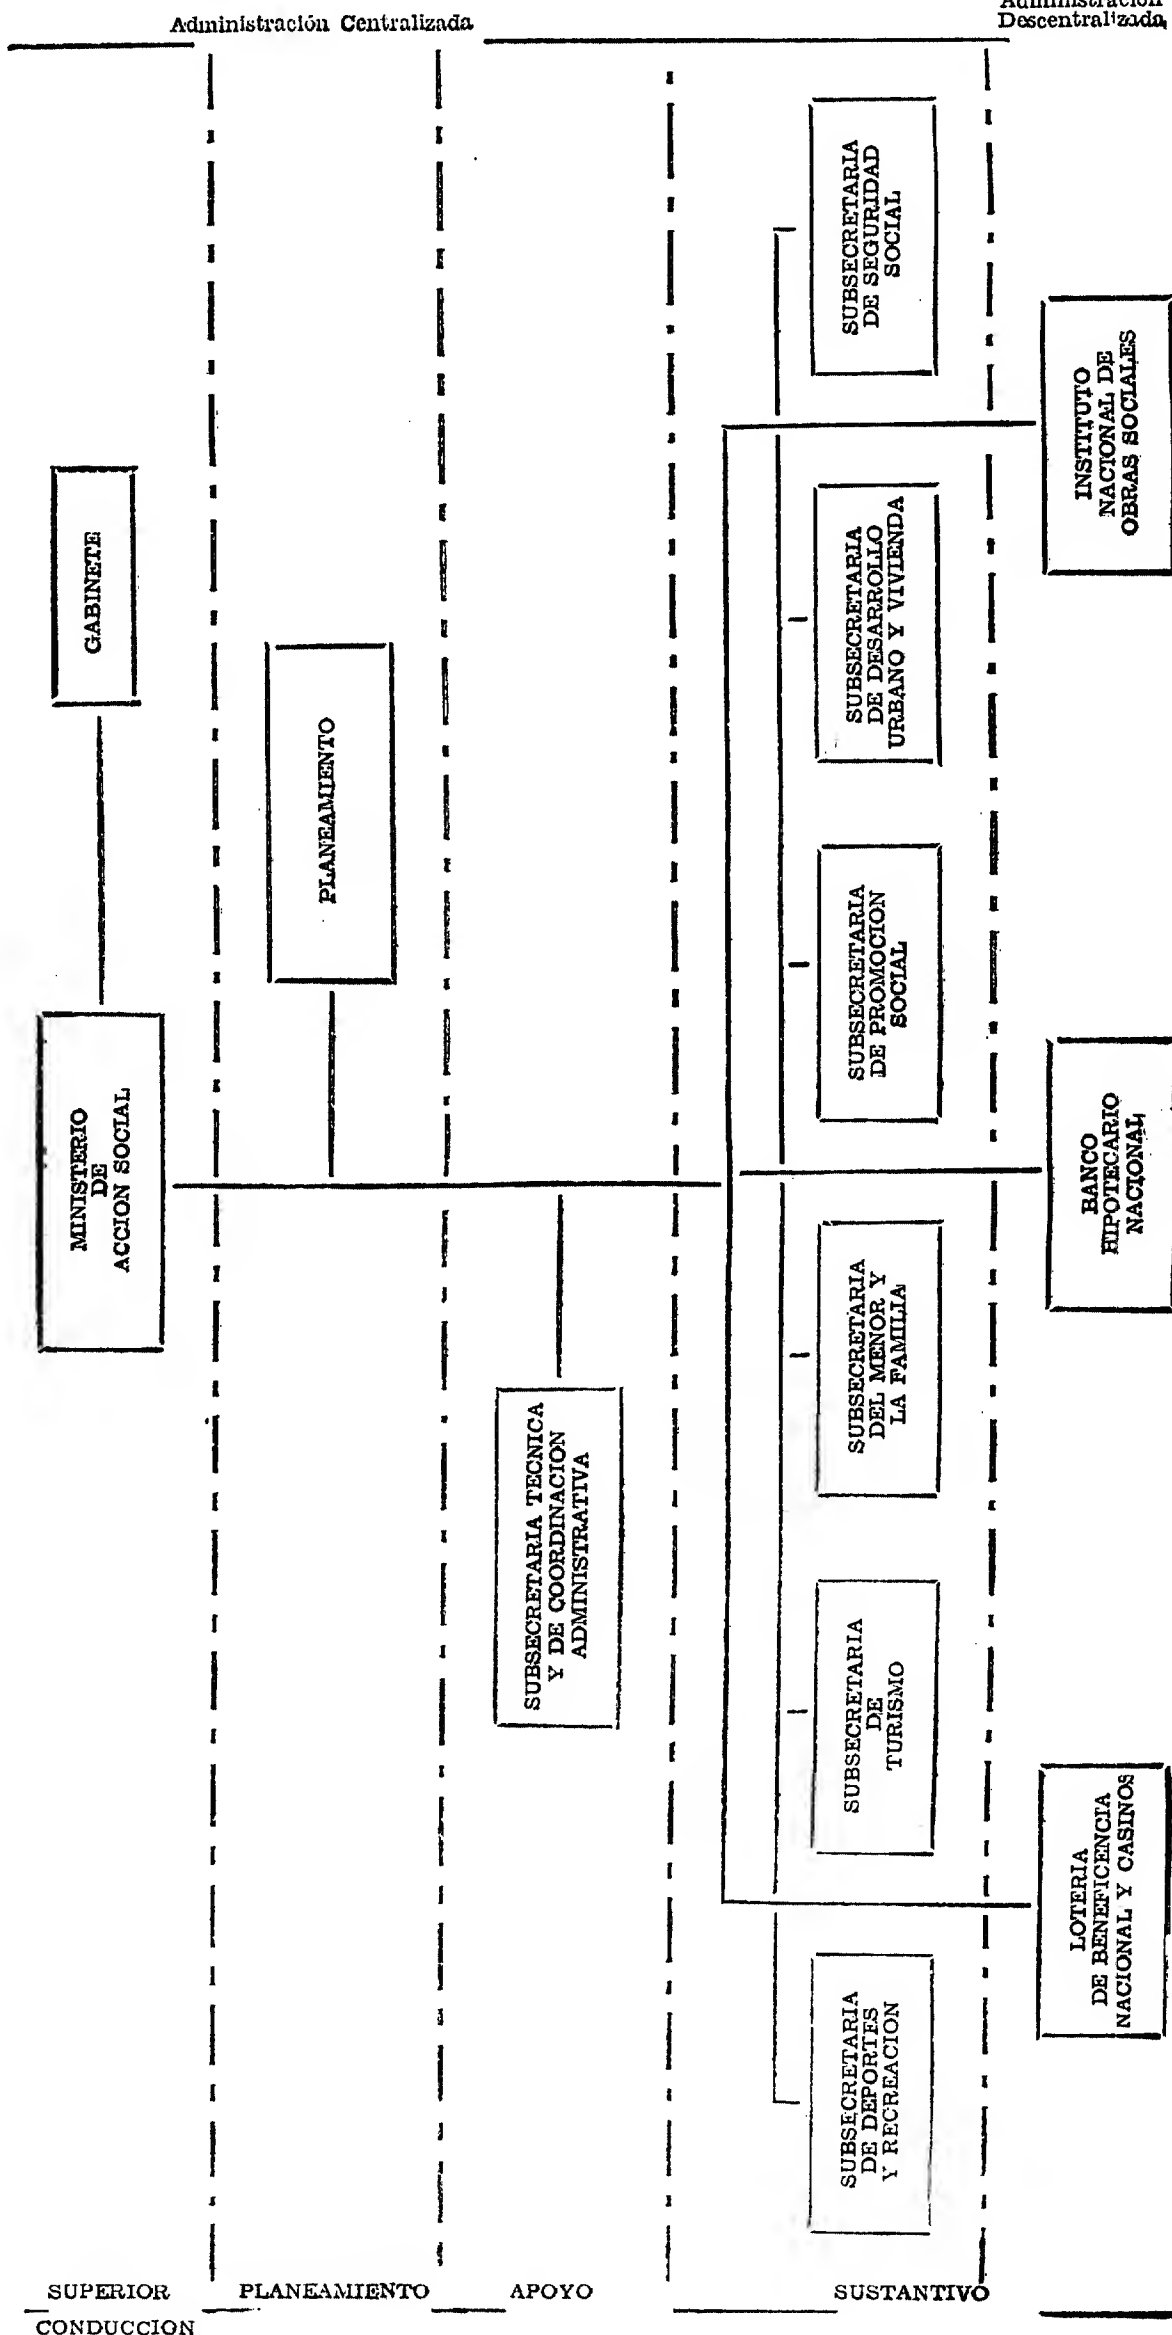 Administración Centralizada
Administración
Descentralizada
GABINETE
MINISTERIO
DE
ACCION SOCIAL
PLANEAMIENTO
SUBSECRETARIA TECNICA
Y DE COORDINACION
ADMINISTRATIVA
SUBSECRETARIA
DE DEPORTES
Y RECREACION
SUBSECRETARIA
DE
TURISMO
SUBSECRETARIA
DEL MENOR Y
LA FAMILIA
SUBSECRETARIA
DE PROMOCION
SOCIAL
SUBSECRETARIA
DE DESARROLLO
URBANO Y VIVIENDA
SUBSECRETARIA
DE SEGURIDAD
SOCIAL
LOTERIA
DE BENEFICENCIA
NACIONAL Y CASINOS
BANCO
HIPOTECARIO
NACIONAL
INSTITUTO
NACIONAL DE
OBRAS SOCIALES
SUPERIOR
CONDUCCION
PLANEAMIENTO
APOYO
SUSTANTIVO